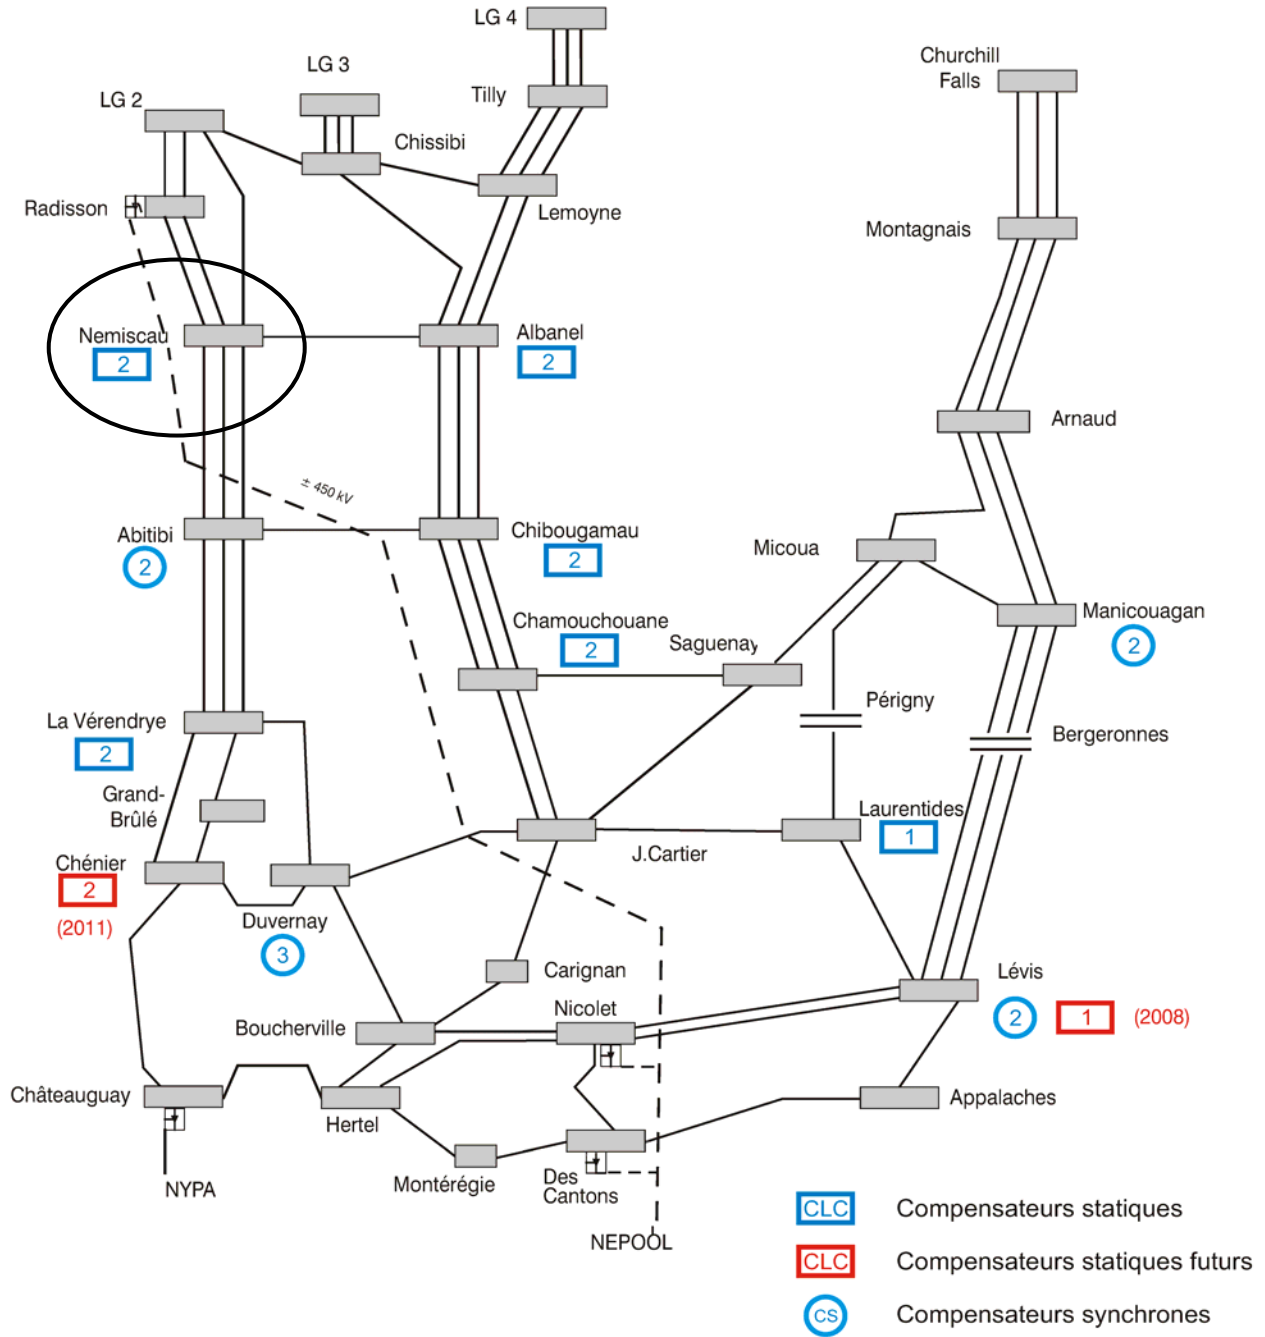 LG 4
Churchill
Falls
LG 3
Tilly
LG 2
Chissibi
Radisson
Lemoyne
Montagnais
Nemiscau
2
Albanel
2
Arnaud
± 450 kV
Abitibi
2
Chibougamau
2
Micoua
Chamouchouane
2
Saguenay
Manicouagan
2
Périgny
La Vérendrye
2
Bergeronnes
Grand-
Brûlé
Laurentides
1
J.Cartier
Chénier
2
(2011)
Duvernay
3
Carignan
Lévis
2
1
(2008)
Nicolet
Boucherville
Châteauguay
Hertel
Appalaches
NYPA
Montérégie
Des
Cantons
NEPOOL
CLC Compensateurs statiques
CLC Compensateurs statiques futurs
CS Compensateurs synchrones